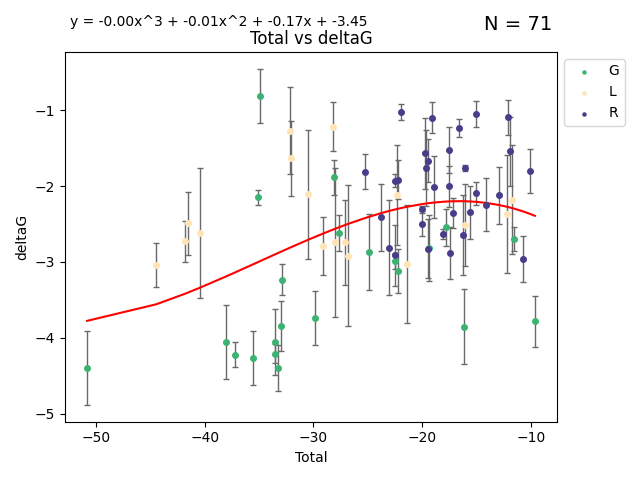 y = -0.00x^3 + -0.01x^2 + -0.17x + -3.45
N = 71
Total vs deltaG
G
L
R
−1
−2
−3
−4
−5
deltaG
−50
−40
−30
−20
−10
Total